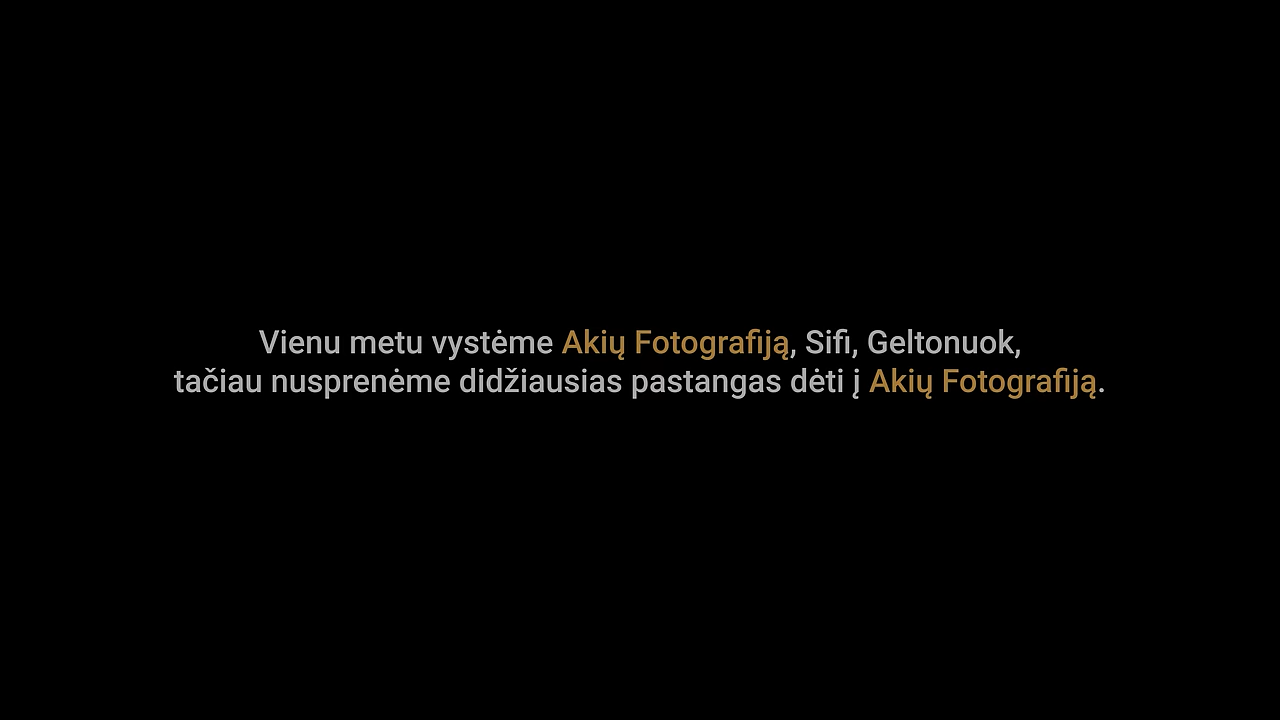 Vienu metu vystėme Akių Fotografiją, Sifi, Geltonuok,
tačiau nusprenėme didžiausias pastangas dėti į Akių Fotografiją.